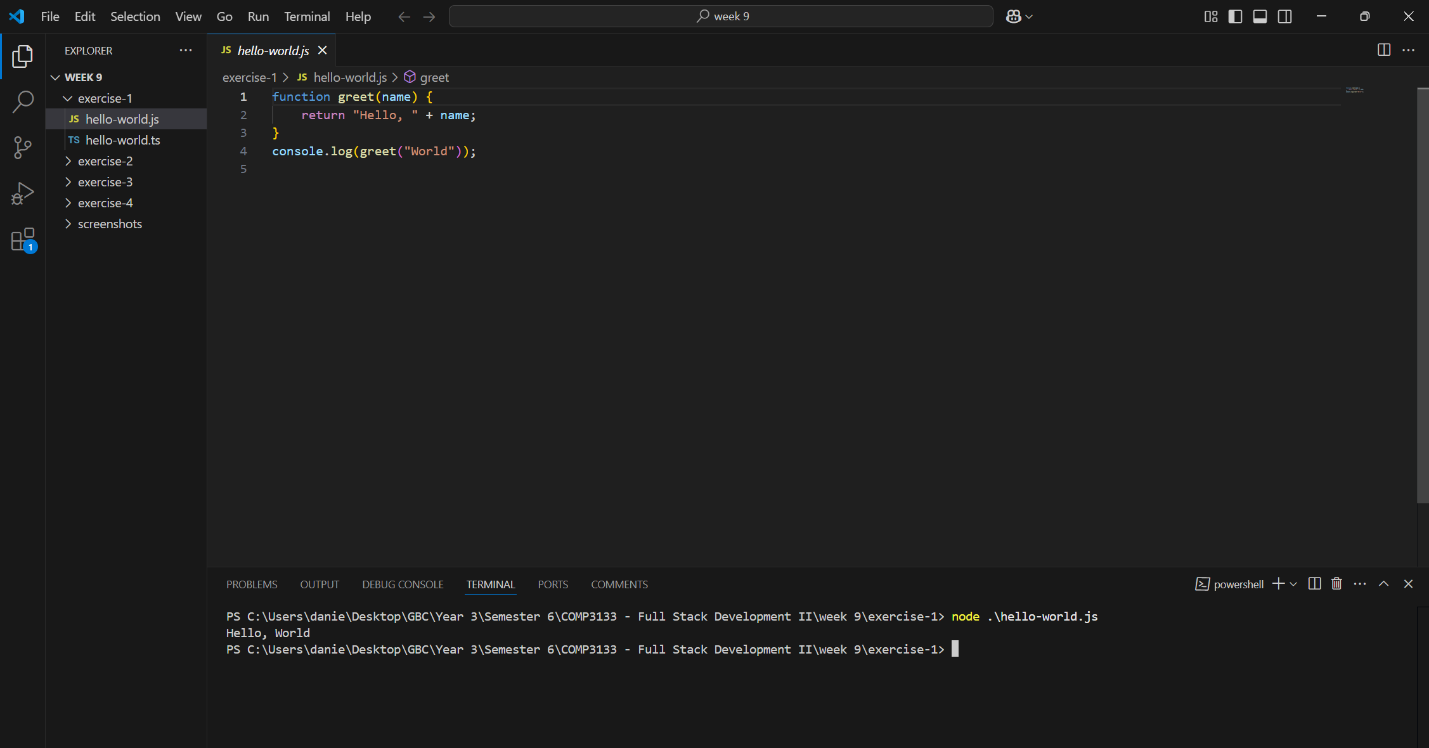 File Edit Selection View Go Run Terminal Help
week 9
EXPLORER
WEEK 9
exercise-1
JS hello-world.js
TS hello-world.ts
exercise-2
exercise-3
exercise-4
screenshots
1
JS hello-world.js
exercise-1 > JS hello-world.js > greet
1 function greet(name) {
2 return "Hello, " + name;
3 }
4 console.log(greet("World"));
5
PROBLEMS OUTPUT DEBUG CONSOLE TERMINAL PORTS COMMENTS
powershell
PS C:\Users\danie\Desktop\GBC\Year 3\Semester 6\COMP3133 - Full Stack Development II\week 9\exercise-1> node .\hello-world.js
Hello, World
PS C:\Users\danie\Desktop\GBC\Year 3\Semester 6\COMP3133 - Full Stack Development II\week 9\exercise-1>